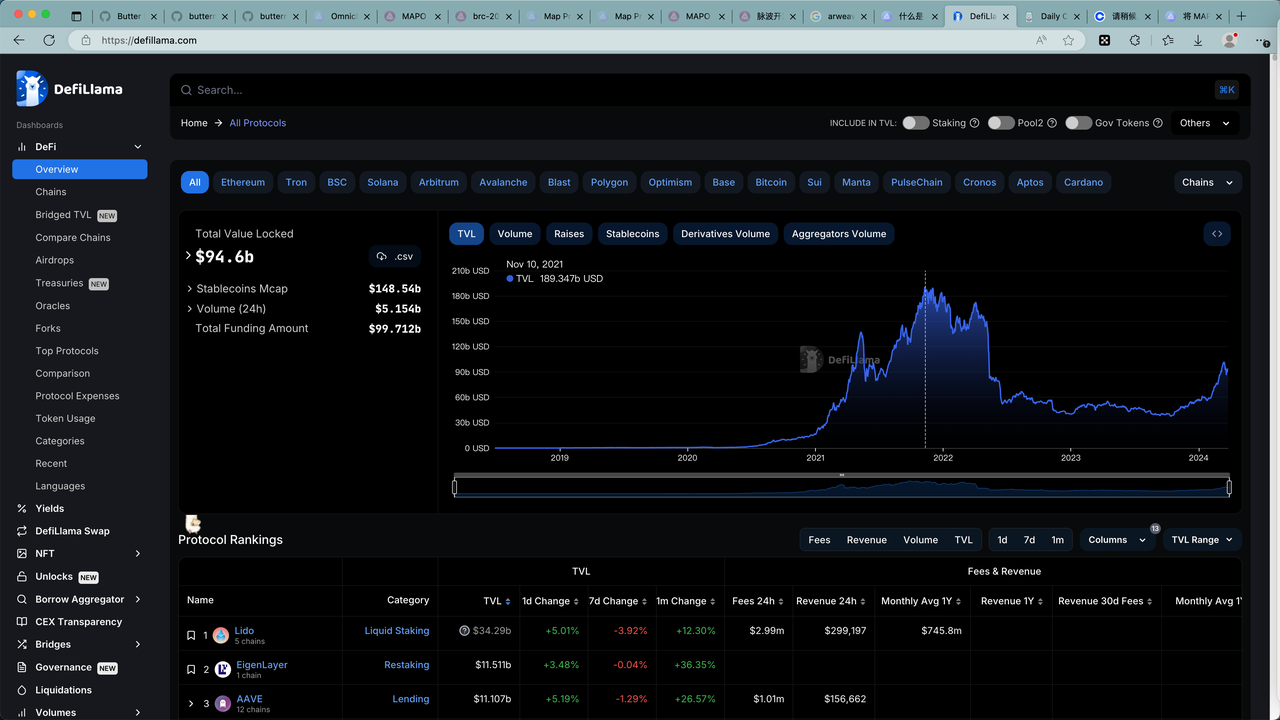 Butter
butterr
butterr
Omnic
MAPO
brc-20
Map P
Map P
MAPO
脉波开
arweav
什么是
DefiLla
Daily C
请稍候
将 MAP
https://defillama.com
DefiLlama
Dashboards
DeFi
Overview
Chains
Bridged TVL NEW
Compare Chains
Airdrops
Treasuries NEW
Oracles
Forks
Top Protocols
Comparison
Protocol Expenses
Token Usage
Categories
Recent
Languages
Yields
DefiLlama Swap
NFT
Unlocks NEW
Borrow Aggregator
CEX Transparency
Bridges
Governance NEW
Liquidations
Volumes
Search... ⌘K
Home → All Protocols
INCLUDE IN TVL: Staking Pool2 Gov Tokens Others
All Ethereum Tron BSC Solana Arbitrum Avalanche Blast Polygon Optimism Base Bitcoin Sui Manta PulseChain Cronos Aptos Cardano Chains
Total Value Locked
$94.6b .csv
Stablecoins Mcap $148.54b
Volume (24h) $5.154b
Total Funding Amount $99.712b
TVL Volume Raises Stablecoins Derivatives Volume Aggregators Volume
Nov 10, 2021
TVL 189.347b USD
210b USD
180b USD
150b USD
120b USD
90b USD
60b USD
30b USD
0 USD
DefiLlama
2019 2020 2021 2022 2023 2024
Protocol Rankings
Fees Revenue Volume TVL 1d 7d 1m Columns 13 TVL Range
TVL Fees & Revenue
Name Category TVL 1d Change 7d Change 1m Change Fees 24h Revenue 24h Monthly Avg 1Y Revenue 1Y Revenue 30d Fees Monthly Avg 1Y
1 Lido Liquid Staking $34.29b +5.01% -3.92% +12.30% $2.99m $299,197 $745.8m
5 chains
2 EigenLayer Restaking $11.511b +3.48% -0.04% +36.35%
1 chain
3 AAVE Lending $11.107b +5.19% -1.29% +26.57% $1.01m $156,662
12 chains